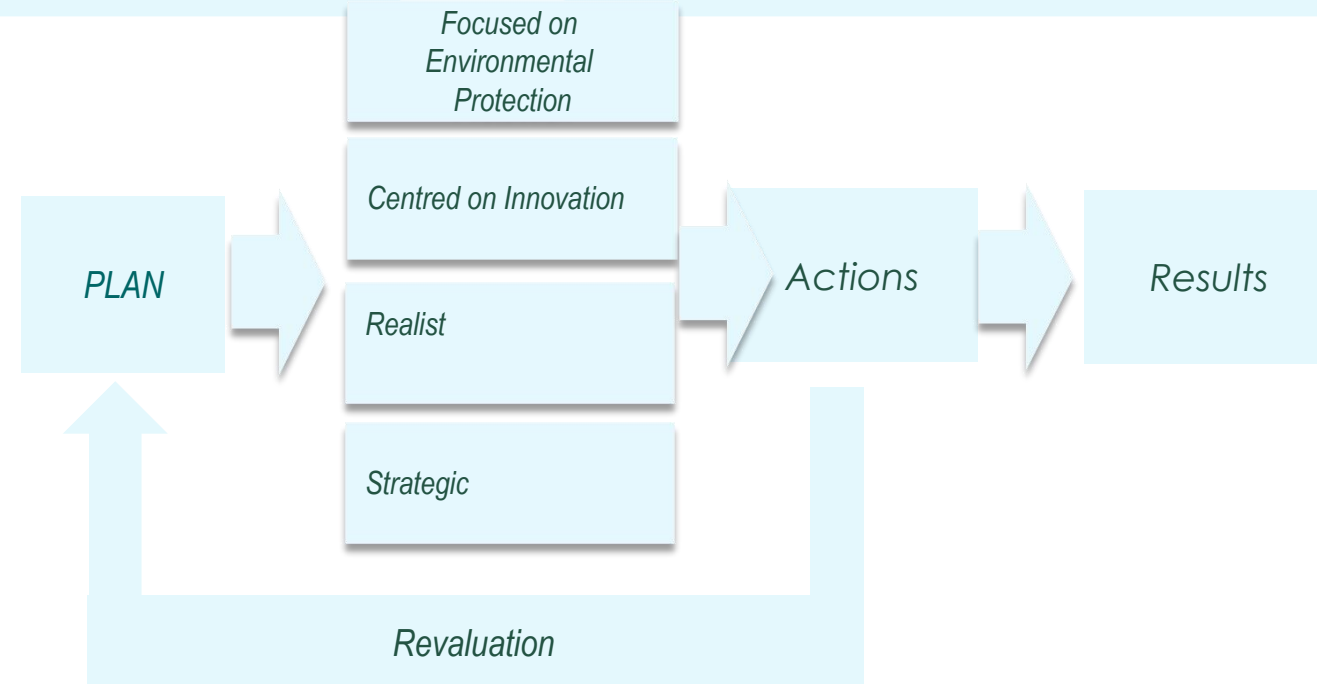 Focused on
Environmental
Protection
Centred on Innovation
PLAN
Actions
Results
Realist
Strategic
Revaluation